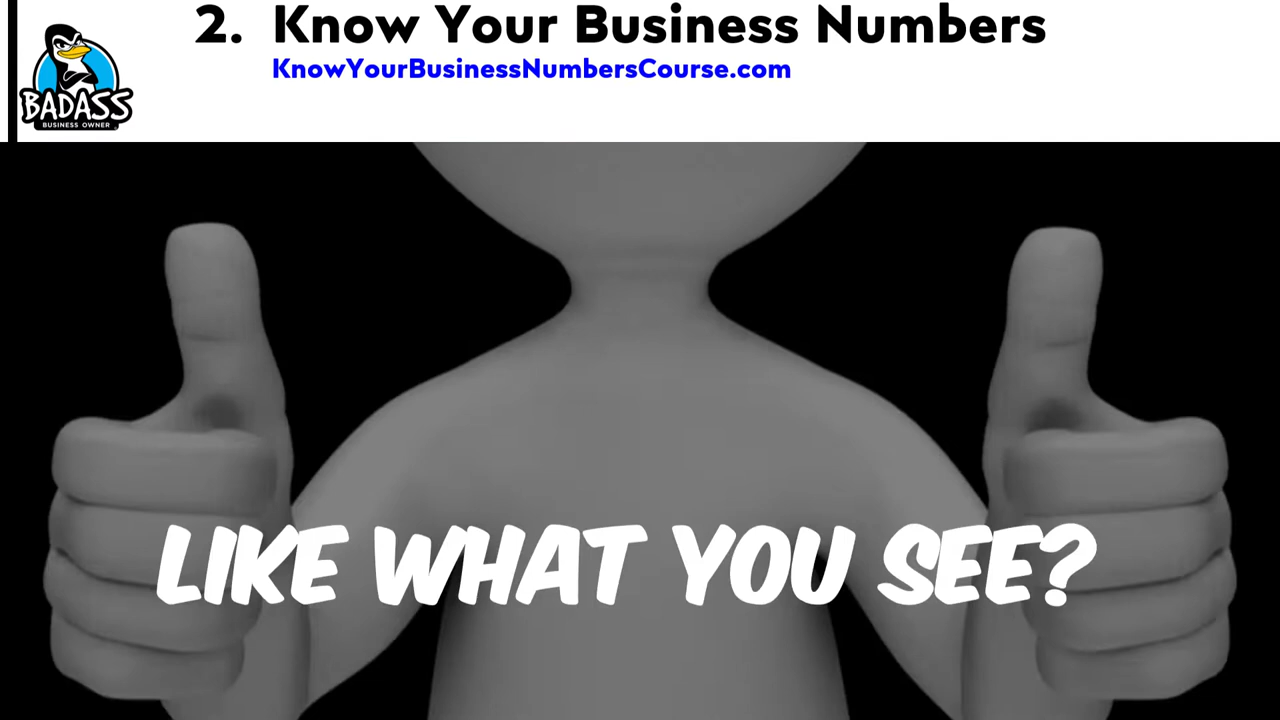 2. Know Your Business Numbers
KnowYourBusinessNumbersCourse.com
BADASS
BUSINESS OWNER
LIKE WHAT YOU SEE?